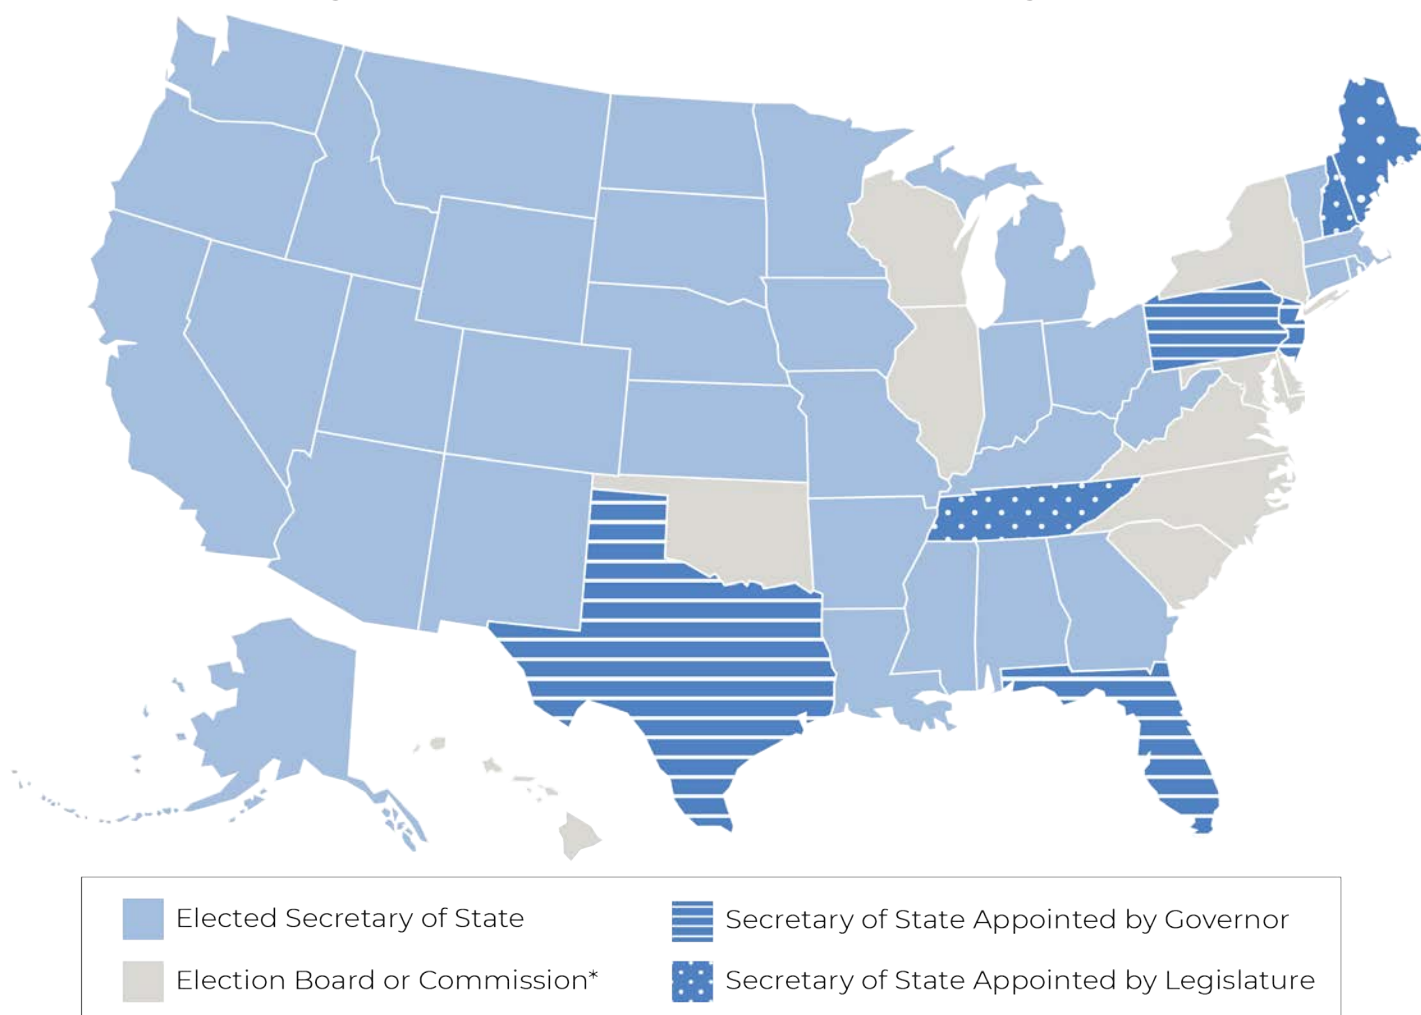 Elected Secretary of State
Secretary of State Appointed by Governor
Election Board or Commission*
Secretary of State Appointed by Legislature